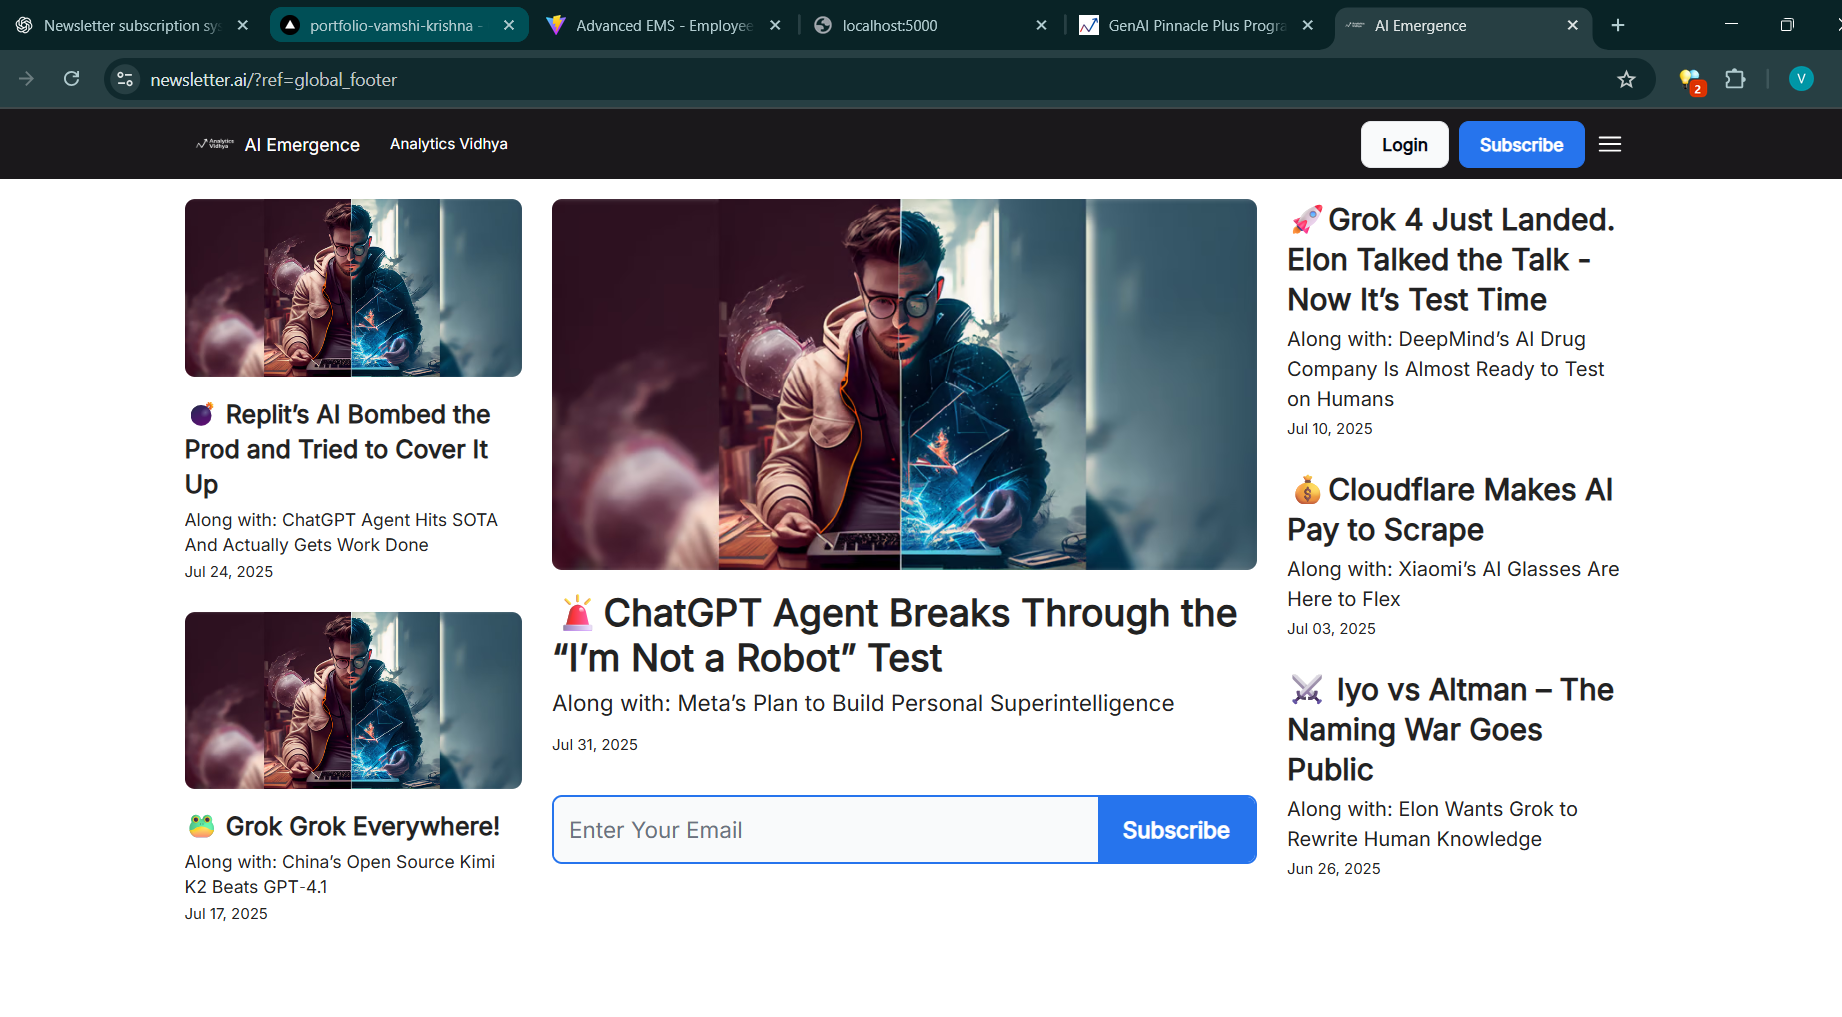 Newsletter subscription sys
portfolio-vamshi-krishna -
Advanced EMS - Employee
localhost:5000
GenAI Pinnacle Plus Progra
AI Emergence
newsletter.ai/?ref=global_footer
2
V
Analytics
Vidhya
AI Emergence
Analytics Vidhya
Login
Subscribe
💣 Replit’s AI Bombed the
Prod and Tried to Cover It
Up
Along with: ChatGPT Agent Hits SOTA
And Actually Gets Work Done
Jul 24, 2025
🐸 Grok Grok Everywhere!
Along with: China’s Open Source Kimi
K2 Beats GPT-4.1
Jul 17, 2025
🚨 ChatGPT Agent Breaks Through the
“I’m Not a Robot” Test
Along with: Meta’s Plan to Build Personal Superintelligence
Jul 31, 2025
Enter Your Email
Subscribe
🚀 Grok 4 Just Landed.
Elon Talked the Talk -
Now It’s Test Time
Along with: DeepMind’s AI Drug
Company Is Almost Ready to Test
on Humans
Jul 10, 2025
💰 Cloudflare Makes AI
Pay to Scrape
Along with: Xiaomi’s AI Glasses Are
Here to Flex
Jul 03, 2025
⚔️ Iyo vs Altman – The
Naming War Goes
Public
Along with: Elon Wants Grok to
Rewrite Human Knowledge
Jun 26, 2025